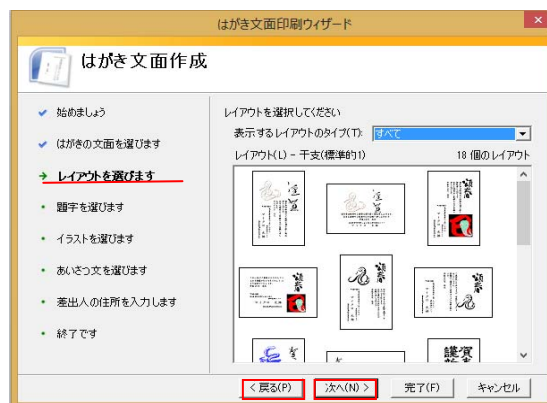 はがき文面印刷ウィザード
はがき文面作成
始めましょう
はがきの文面を選びます
レイアウトを選びます
題字を選びます
イラストを選びます
あいさつ文を選びます
差出人の住所を入力します
終了です
レイアウトを選択してください
表示するレイアウトのタイプ(T): すべて
レイアウト(L) - 干支(標準的1) 18 個のレイアウト
< 戻る(P) 次へ(N) > 完了(F) キャンセル